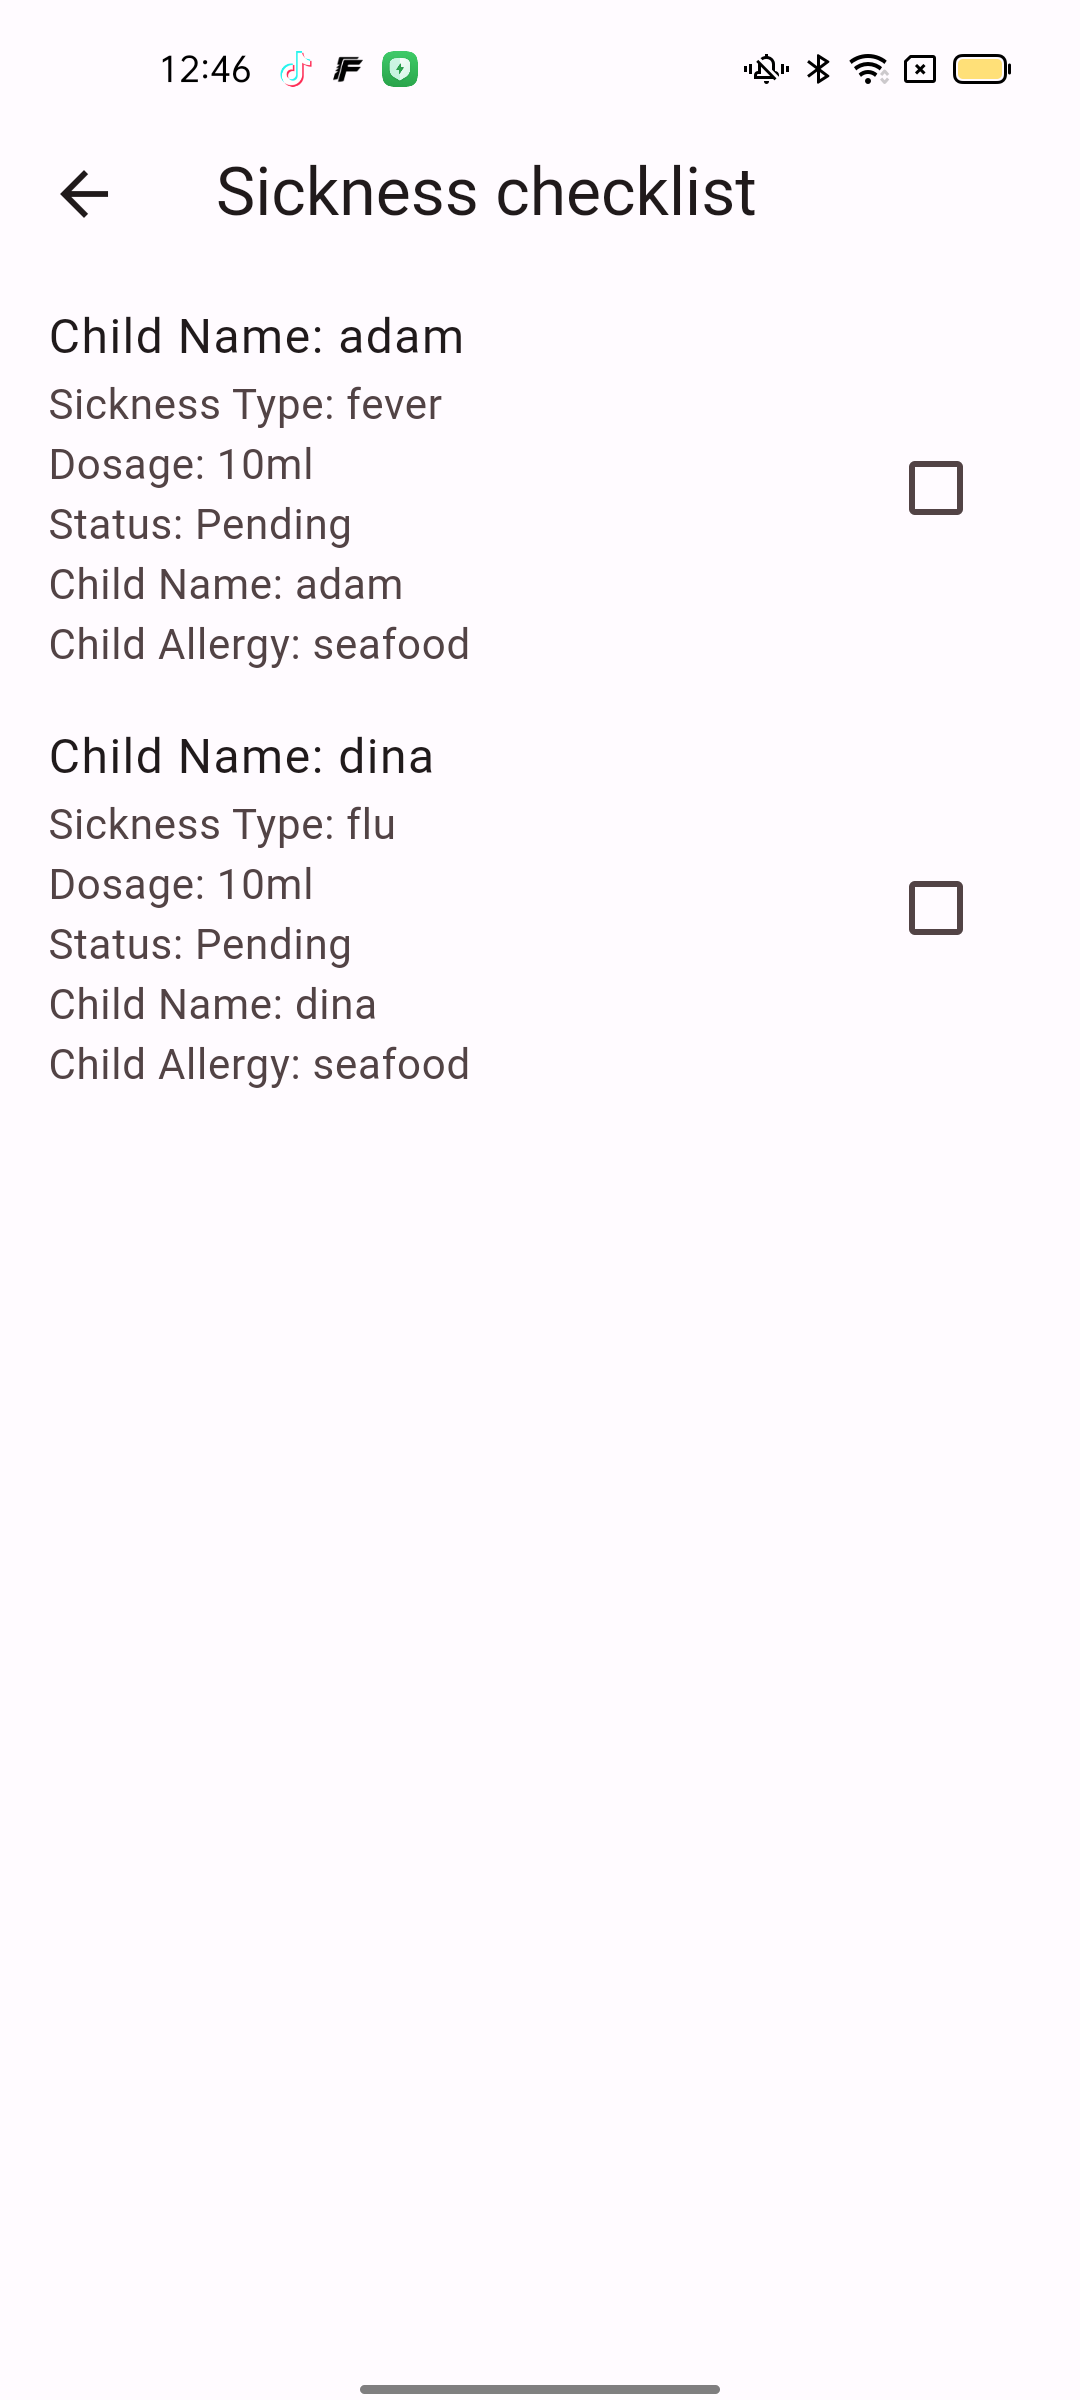 12:46
Sickness checklist
Child Name: adam
Sickness Type: fever
Dosage: 10ml
Status: Pending
Child Name: adam
Child Allergy: seafood
Child Name: dina
Sickness Type: flu
Dosage: 10ml
Status: Pending
Child Name: dina
Child Allergy: seafood